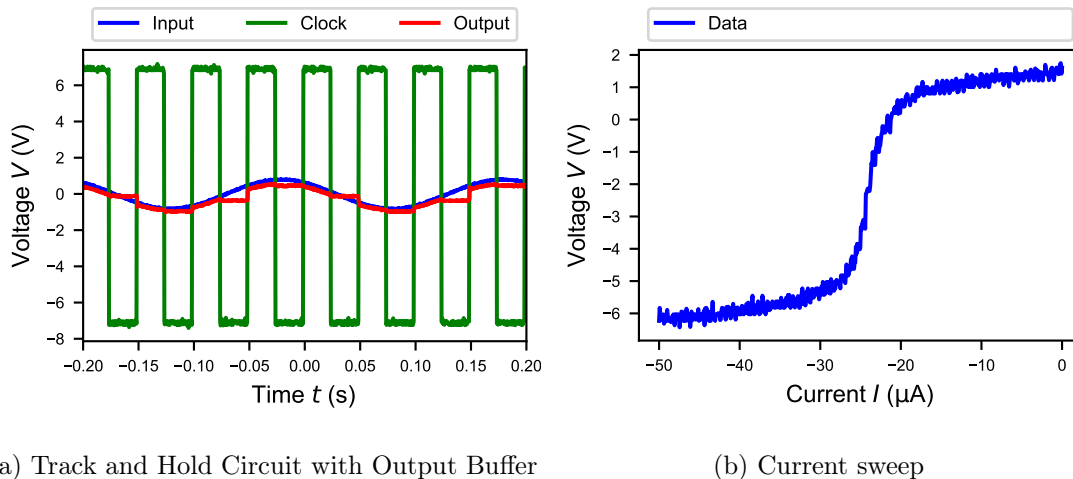 Input Clock Output
Voltage V (V)
6
4
2
0
−2
−4
−6
−8
−0.20 −0.15 −0.10 −0.05 0.00 0.05 0.10 0.15 0.20
Time t (s)
a) Track and Hold Circuit with Output Buffer
Data
Voltage V (V)
2
1
0
−1
−2
−3
−4
−5
−6
−50 −40 −30 −20 −10 0
Current I (µA)
(b) Current sweep